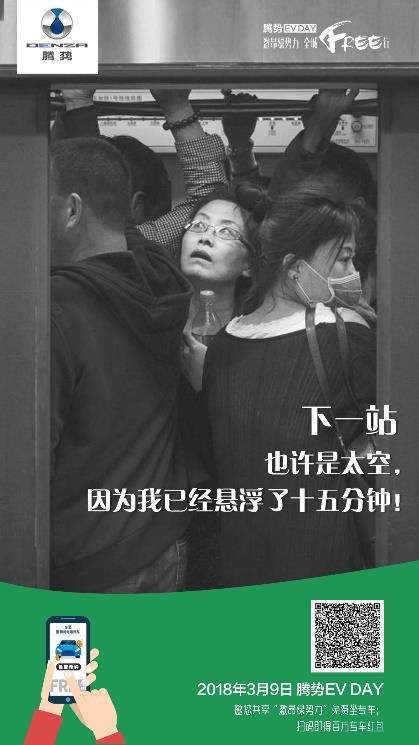 DENZA
腾势
腾势EV DAY
激昂绿势力 全城FREE行
下一站
也许是太空,
因为我已经悬浮了十五分钟!
FREE
2018年3月9日 腾势EV DAY
邀您共享“激昂绿势力”免费坐专车;
扫码即得百万专车红包